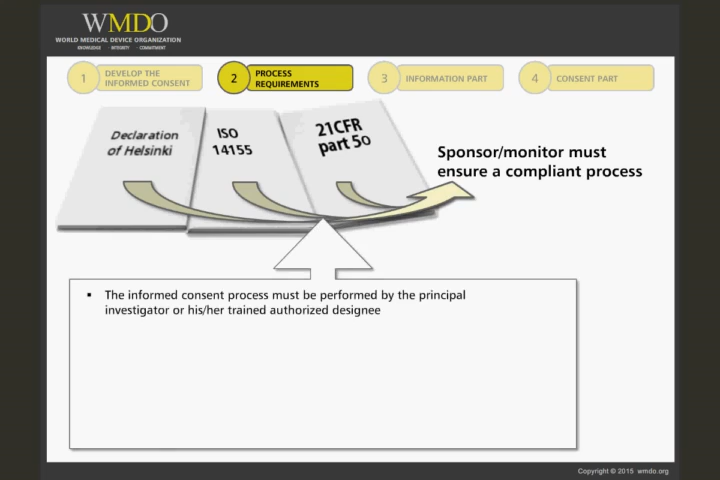 WMDO
WORLD MEDICAL DEVICE ORGANIZATION
KNOWLEDGE - INTEGRITY - COMMITMENT
1
DEVELOP THE
INFORMED CONSENT
2
PROCESS
REQUIREMENTS
3
INFORMATION PART
4
CONSENT PART
Declaration
of Helsinki
ISO
14155
21CFR
part 50
Sponsor/monitor must
ensure a compliant process
▪ The informed consent process must be performed by the principal
investigator or his/her trained authorized designee
Copyright © 2015 wmdo.org